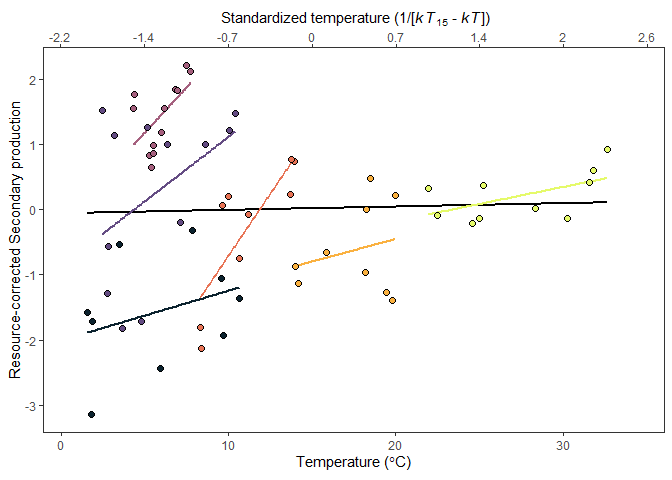 Standardized temperature (1/[kT₁₅ - kT])
-2.2 -1.4 -0.7 0 0.7 1.4 2.3 2.6
2
1
0
-1
-2
-3
Resource-corrected Secondary production
0 10 20 30
Temperature (°C)